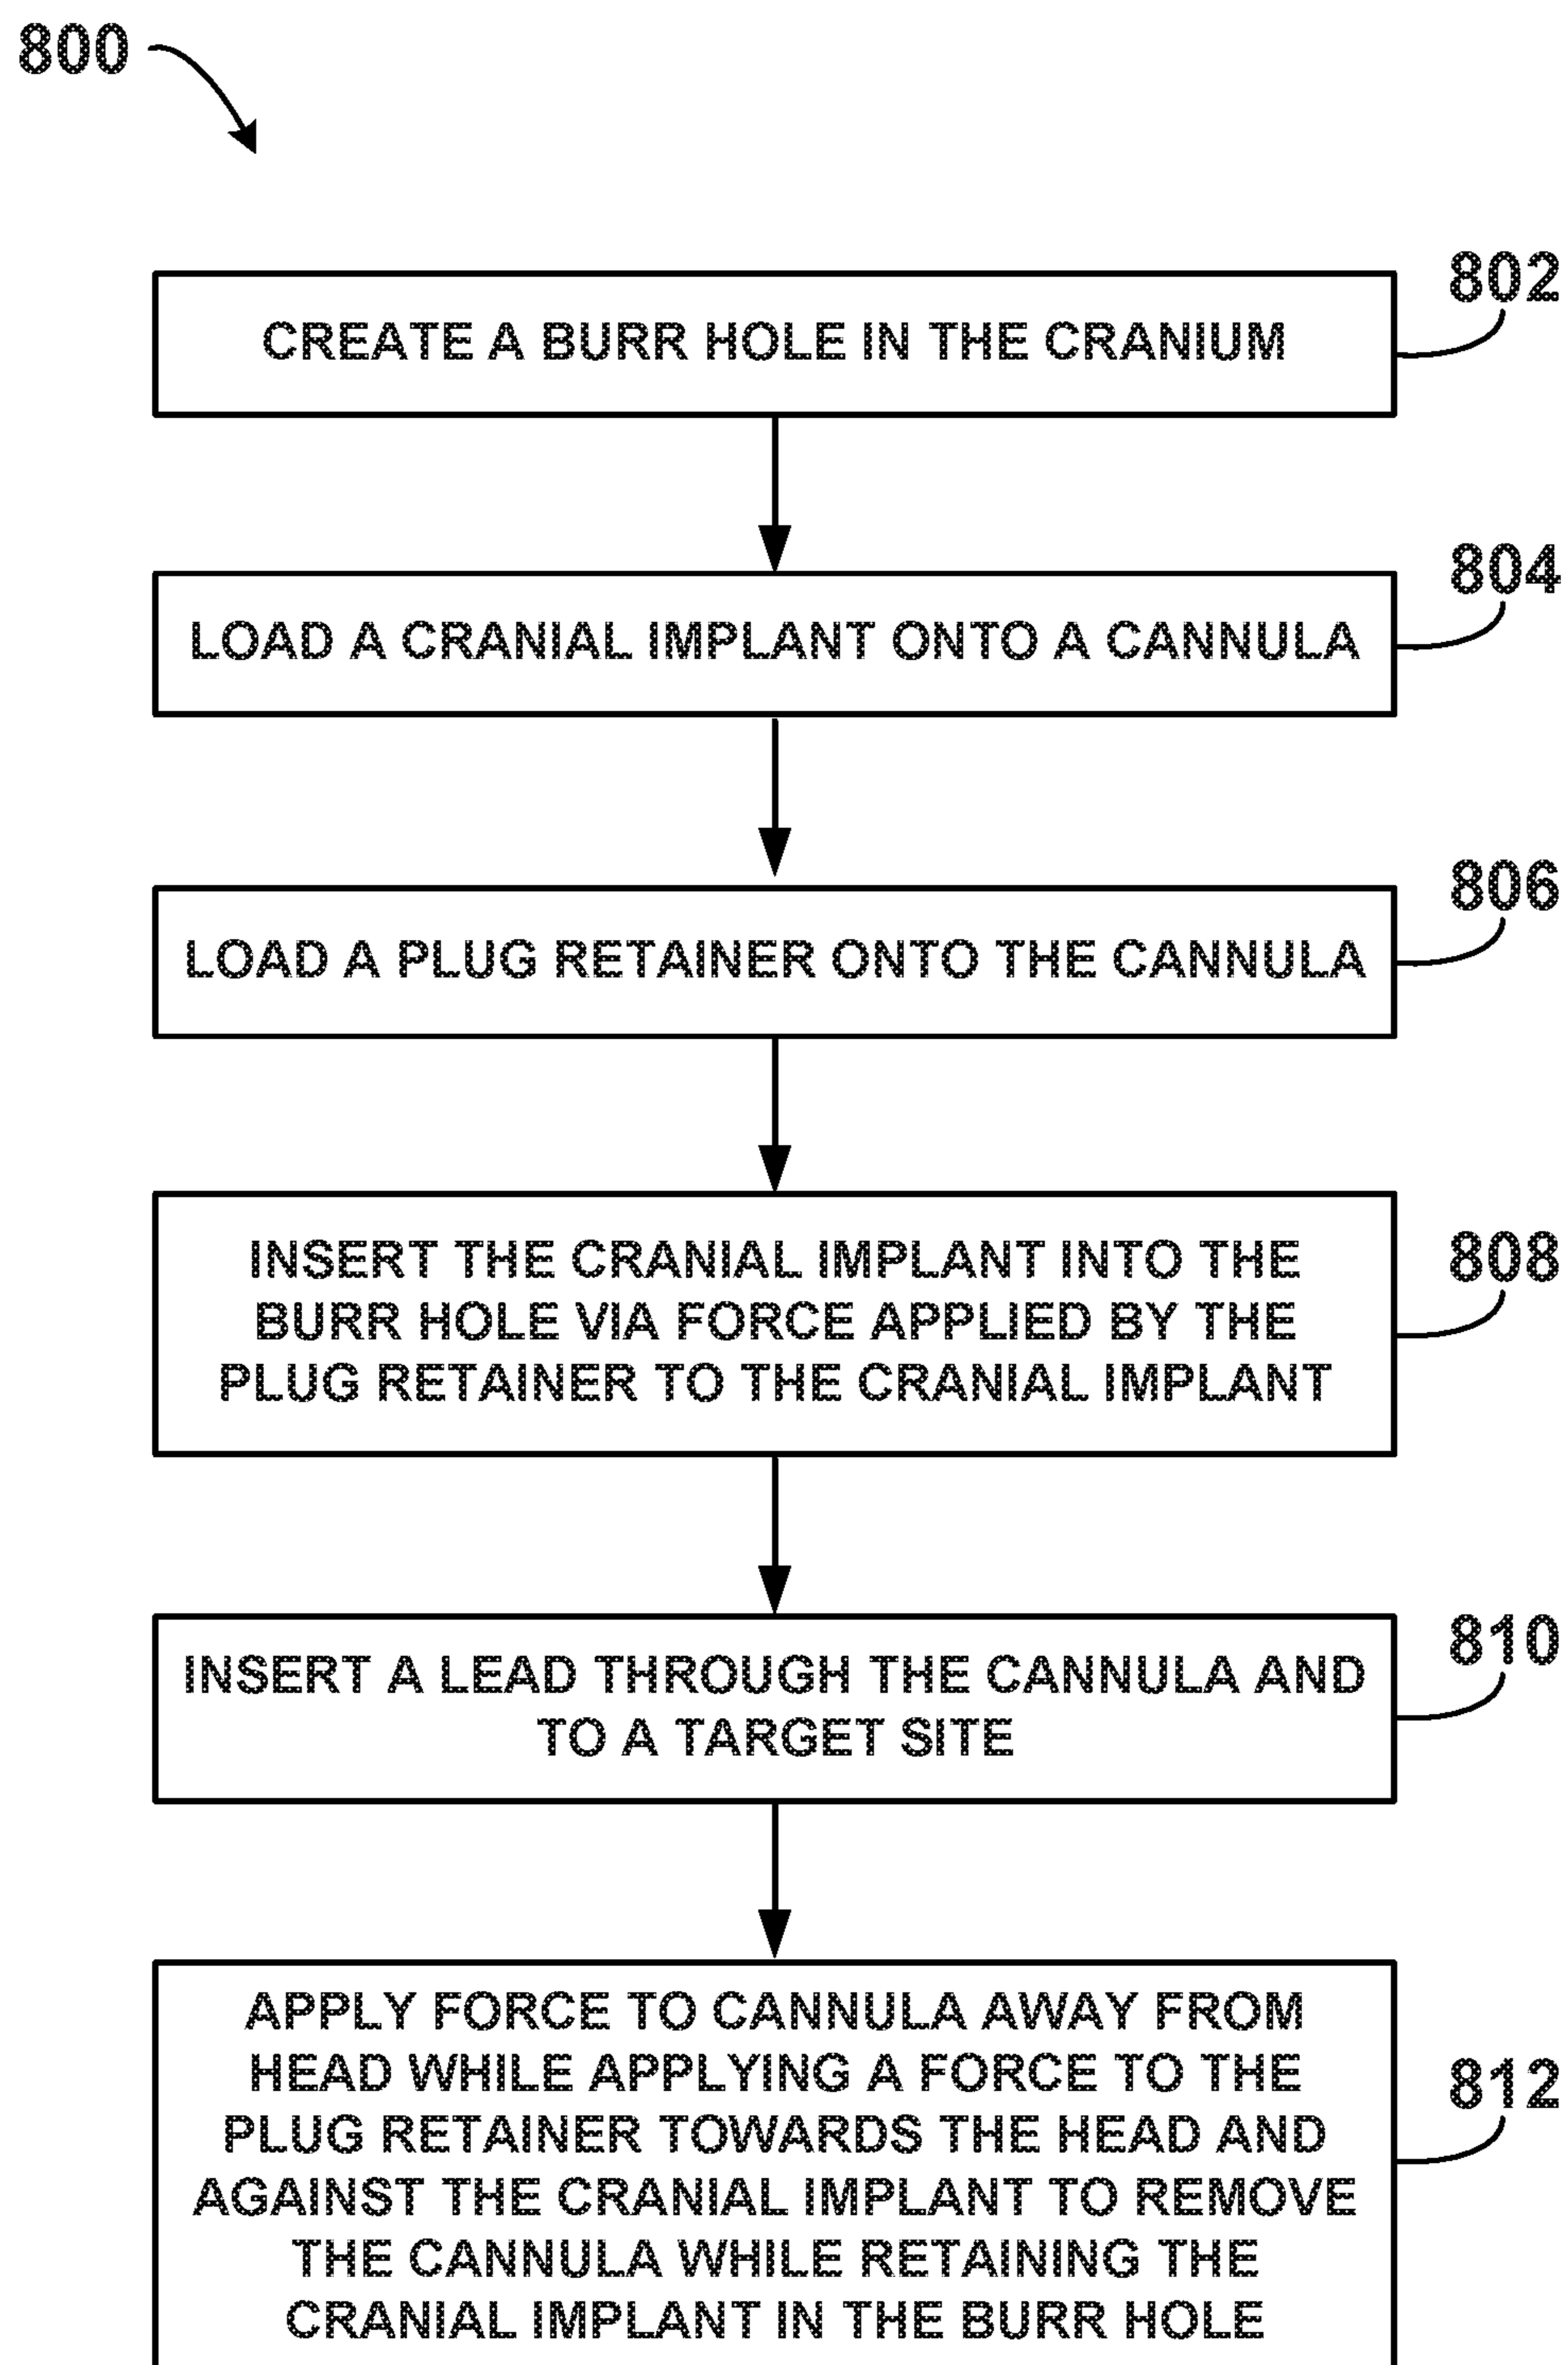 800
802
CREATE A BURR HOLE IN THE CRANIUM
804
LOAD A CRANIAL IMPLANT ONTO A CANNULA
806
LOAD A PLUG RETAINER ONTO THE CANNULA
808
INSERT THE CRANIAL IMPLANT INTO THE
BURR HOLE VIA FORCE APPLIED BY THE
PLUG RETAINER TO THE CRANIAL IMPLANT
810
INSERT A LEAD THROUGH THE CANNULA AND
TO A TARGET SITE
812
APPLY FORCE TO CANNULA AWAY FROM
HEAD WHILE APPLYING A FORCE TO THE
PLUG RETAINER TOWARDS THE HEAD AND
AGAINST THE CRANIAL IMPLANT TO REMOVE
THE CANNULA WHILE RETAINING THE
CRANIAL IMPLANT IN THE BURR HOLE